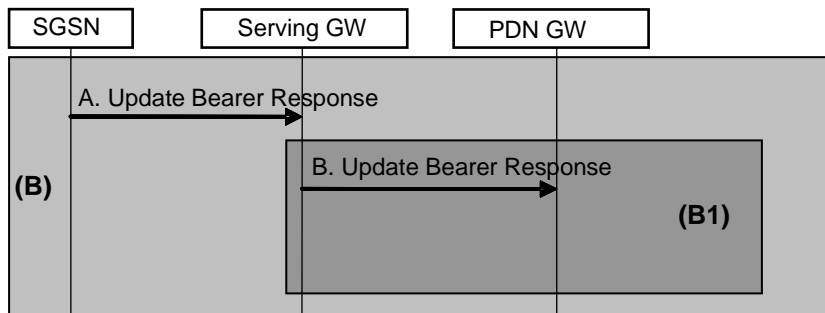 SGSN
Serving GW
PDN GW
A. Update Bearer Response
B. Update Bearer Response
(B)
(B1)